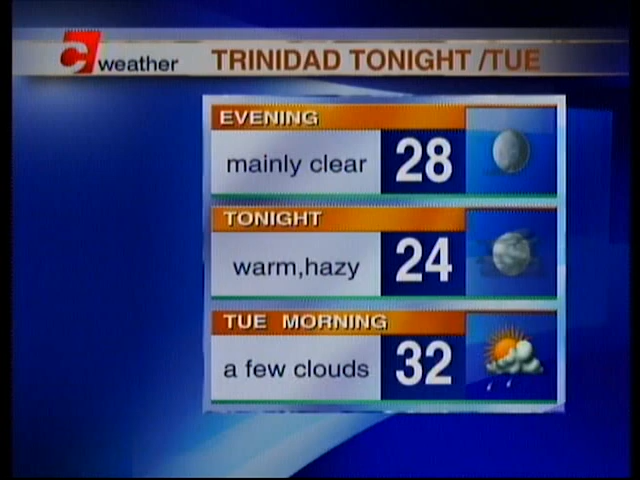 C weather
TRINIDAD TONIGHT /TUE
EVENING
mainly clear 28
TONIGHT
warm,hazy 24
TUE MORNING
a few clouds 32